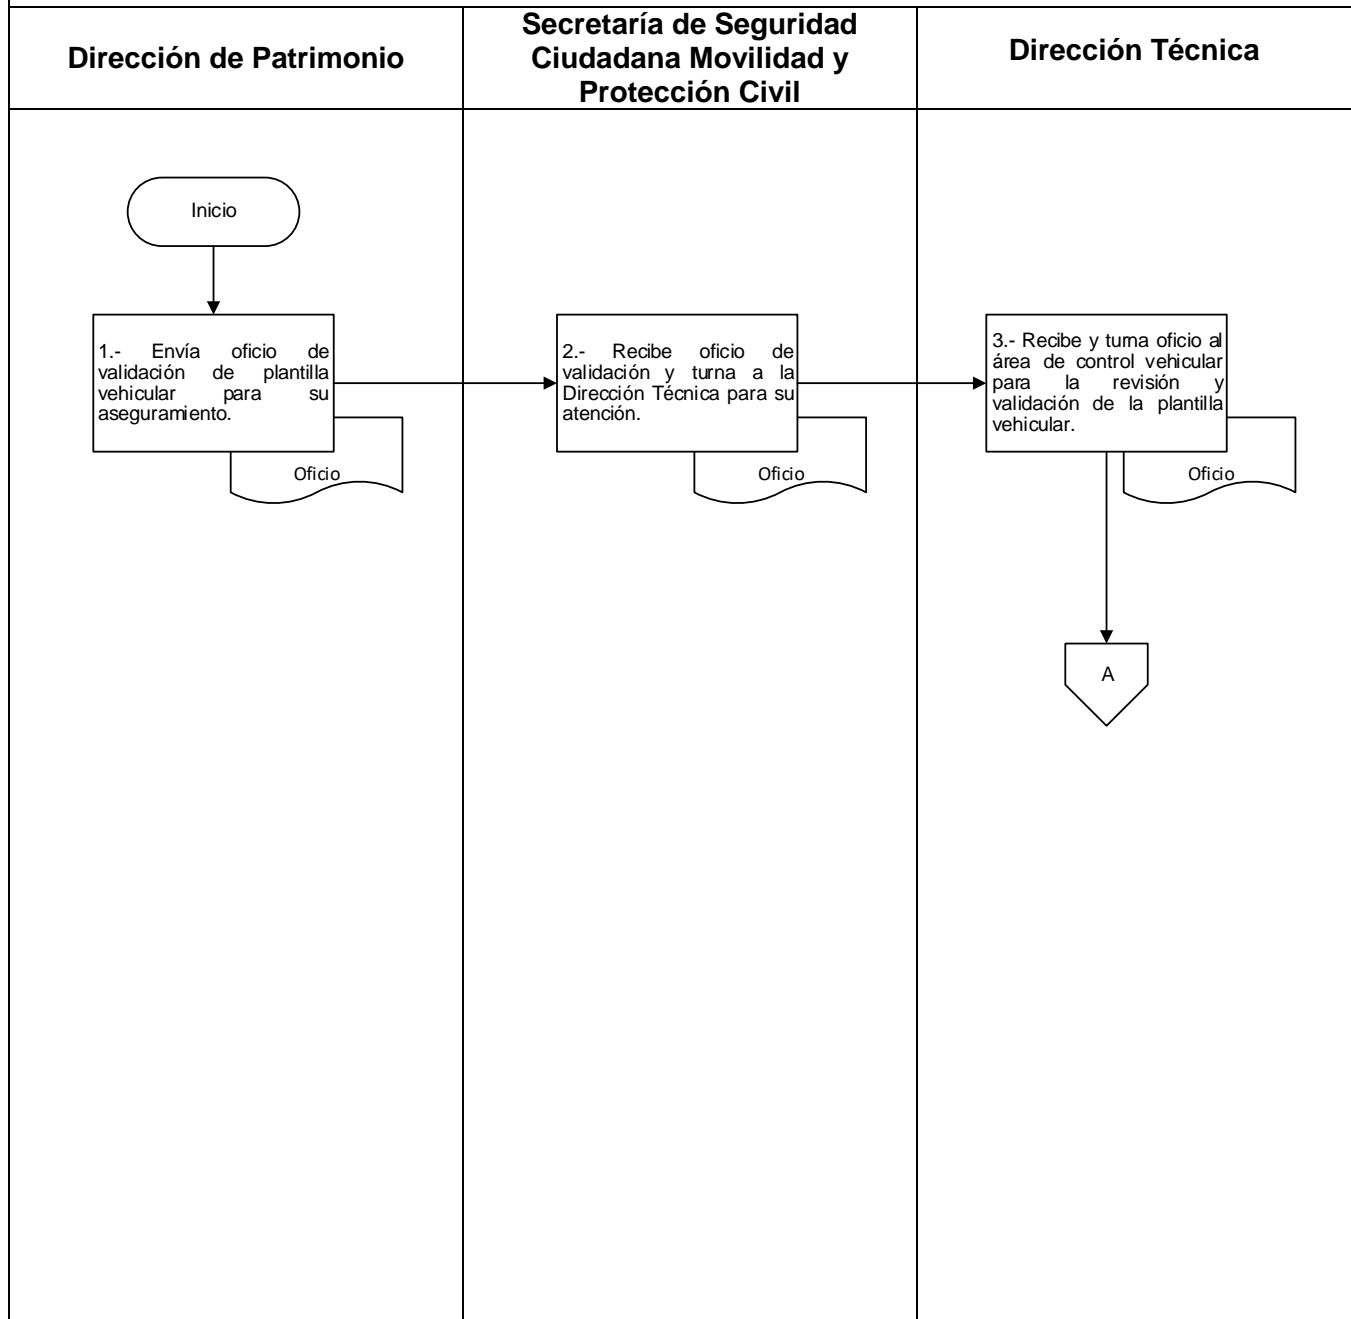 Dirección de Patrimonio
Secretaría de Seguridad
Ciudadana Movilidad y
Protección Civil
Dirección Técnica
Inicio
1.- Envía oficio de
validación de plantilla
vehicular para su
aseguramiento.
Oficio
2.- Recibe oficio de
validación y turna a la
Dirección Técnica para su
atención.
Oficio
3.- Recibe y turna oficio al
área de control vehicular
para la revisión y
validación de la plantilla
vehicular.
Oficio
A